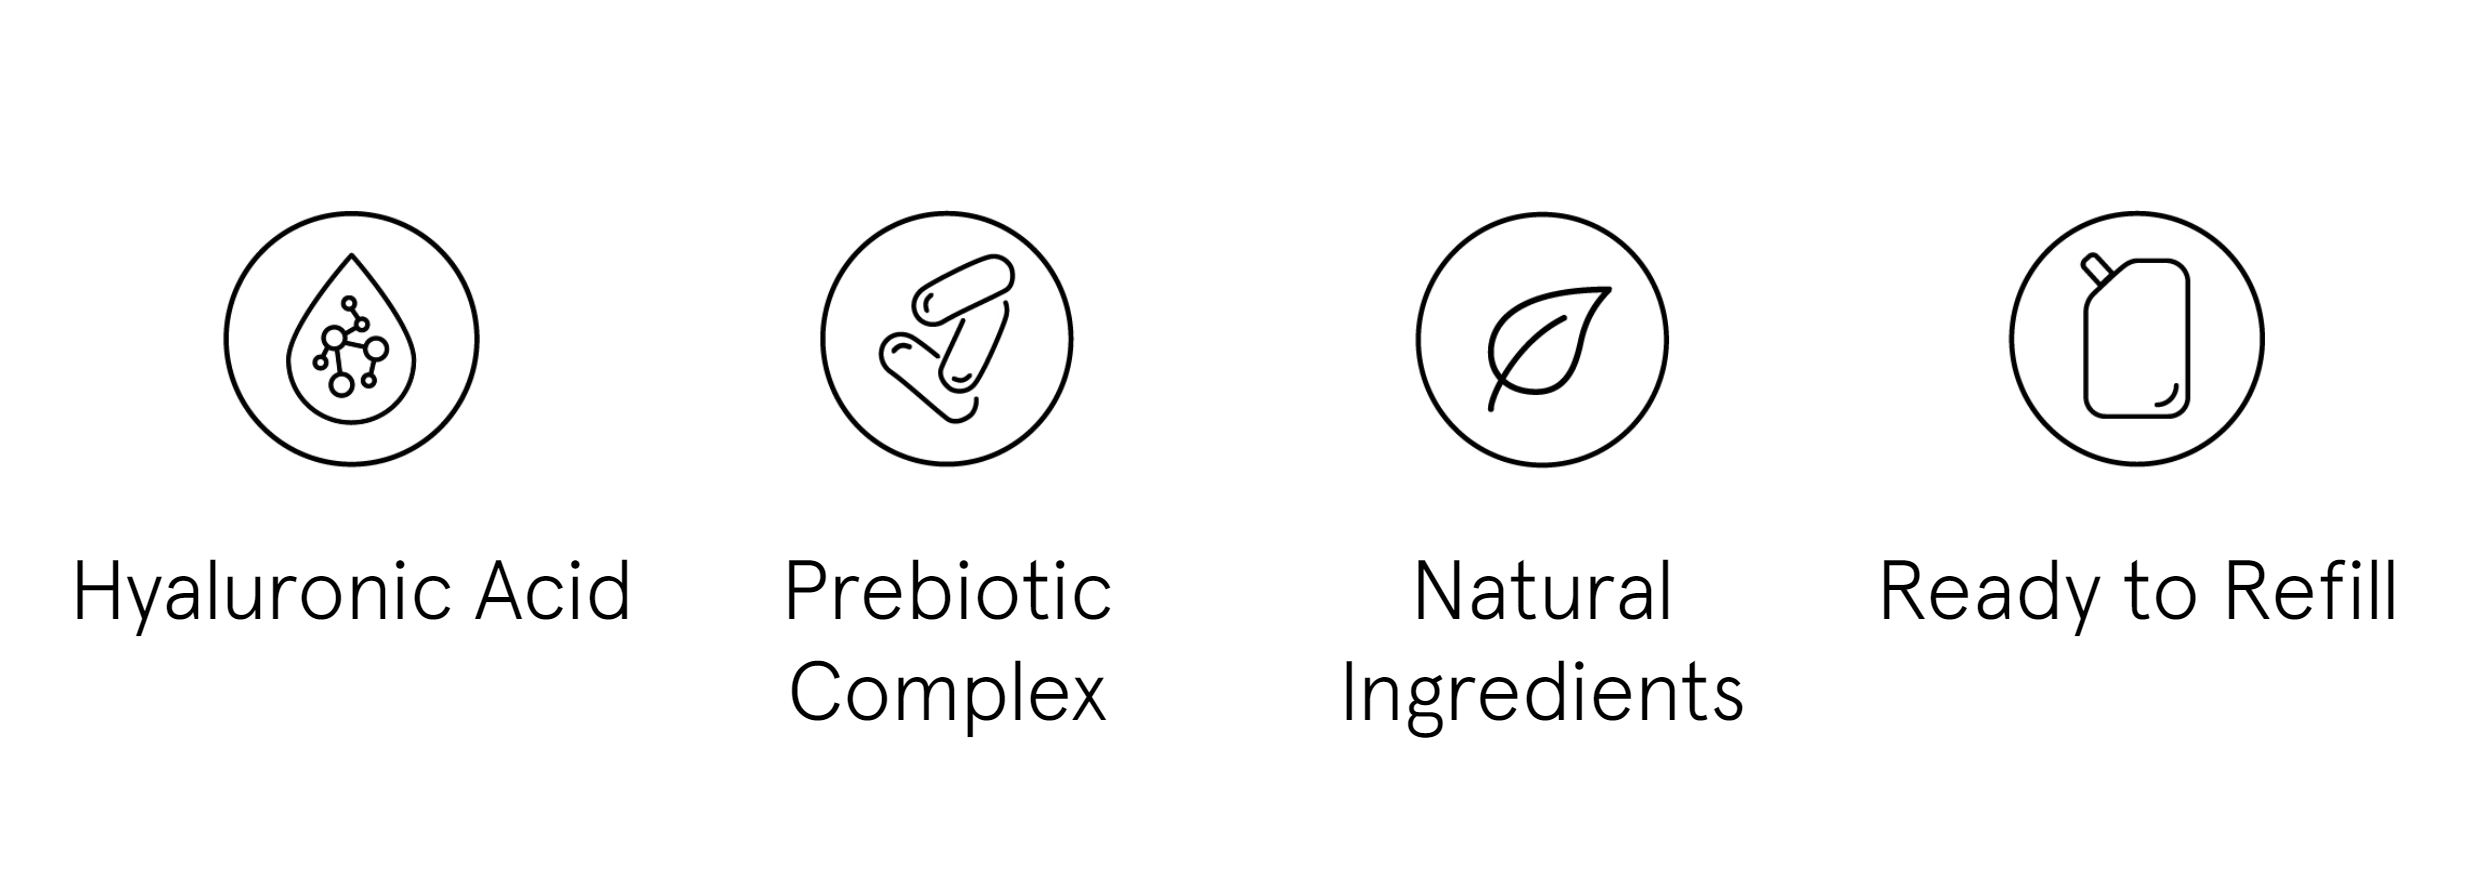 Hyaluronic Acid
Prebiotic
Complex
Natural
Ingredients
Ready to Refill